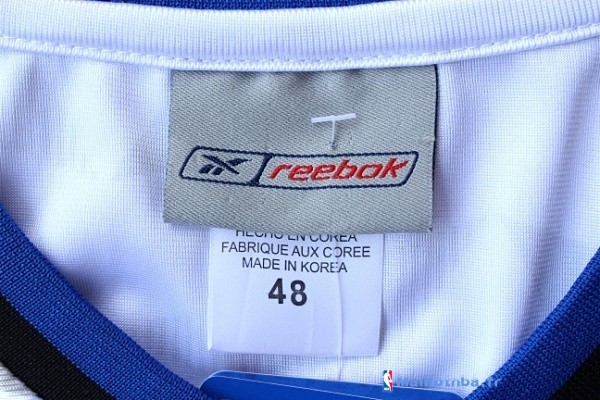 reebok
HECHO EN COREA
FABRIQUE AUX COREE
MADE IN KOREA
48